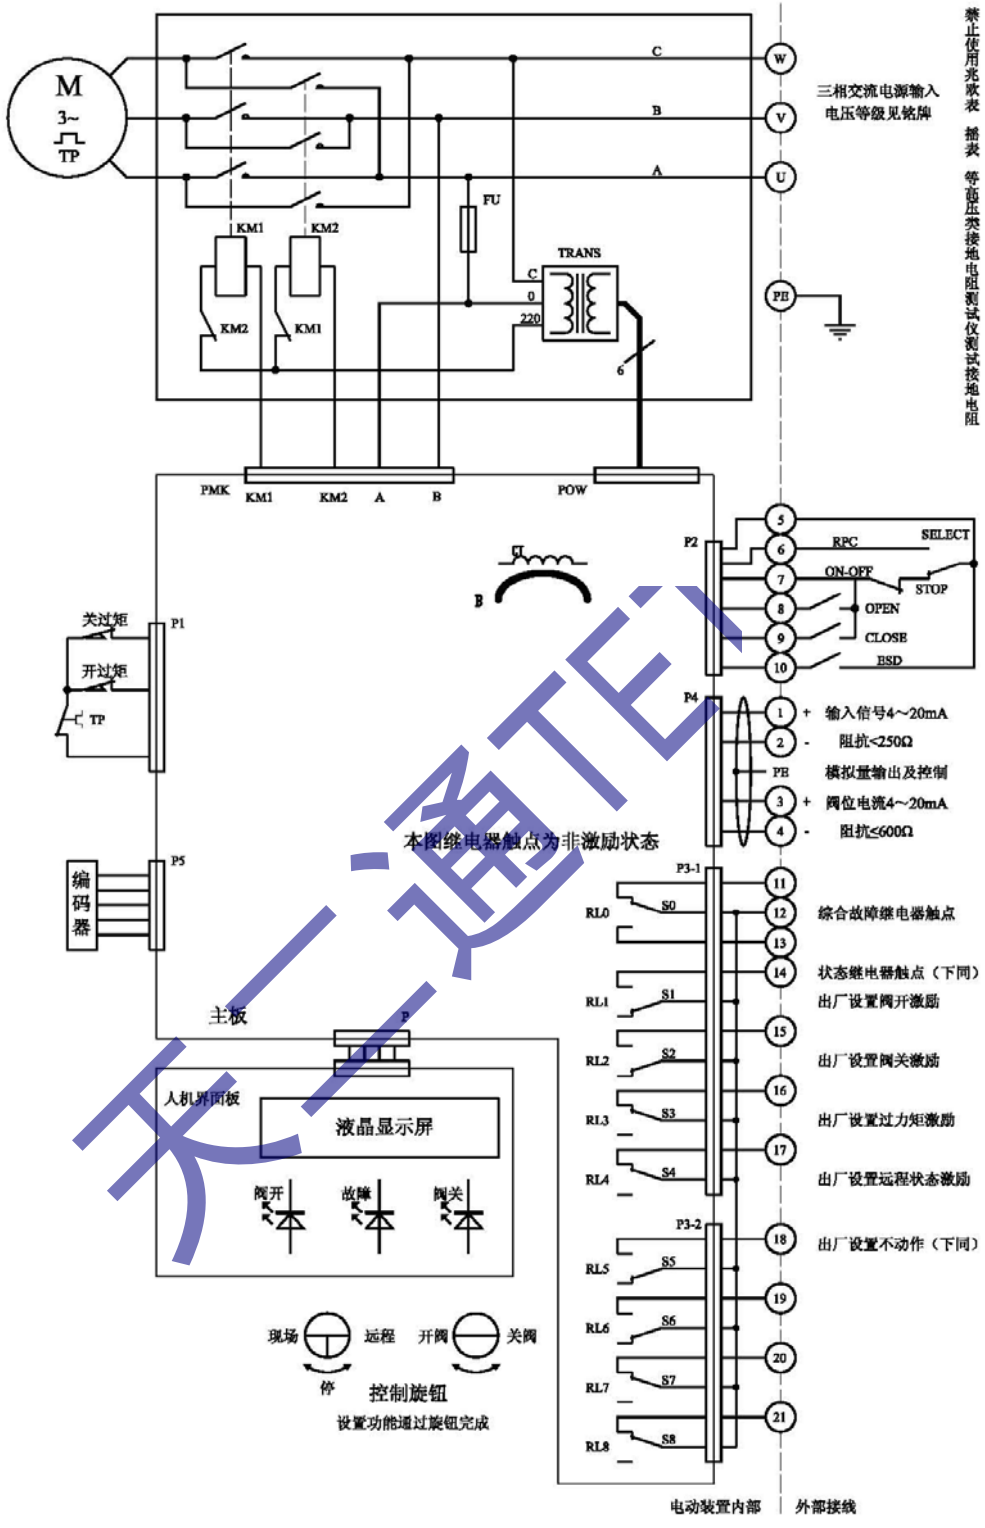 禁止使用兆欧表 摇表 等高压类接地电阻测试仪测试接地电阻
M
3~
TP
C
W
三相交流电源输入
电压等级见铭牌
B
V
A
U
FU
KM1
KM2
TRANS
C
0
220
KM2
KM1
6
PE
PMK
KM1
KM2
A
B
POW
P2
5
SELECT
6
RPC
7
ON-OFF
STOP
8
OPEN
9
CLOSE
10
ESD
B
关过矩
P1
开过矩
TP
P4
1
+
输入信号4~20mA
2
-
阻抗<250Ω
PE
模拟量输出及控制
3
+
阀位电流4~20mA
4
-
阻抗≤600Ω
本图继电器触点为非激励状态
P5
编码器
P3-1
11
RL0
S0
12
综合故障继电器触点
13
14
状态继电器触点（下同）
RL1
S1
出厂设置阀开激励
15
RL2
S2
出厂设置阀关激励
16
RL3
S3
出厂设置过力矩激励
17
RL4
S4
出厂设置远程状态激励
P3-2
18
出厂设置不动作（下同）
RL5
S5
19
RL6
S6
20
RL7
S7
21
RL8
S8
主板
P
人机界面板
液晶显示屏
阀开
故障
阀关
现场
远程
停
开阀
关阀
控制旋钮
设置功能通过旋钮完成
电动装置内部
外部接线
天二通TE